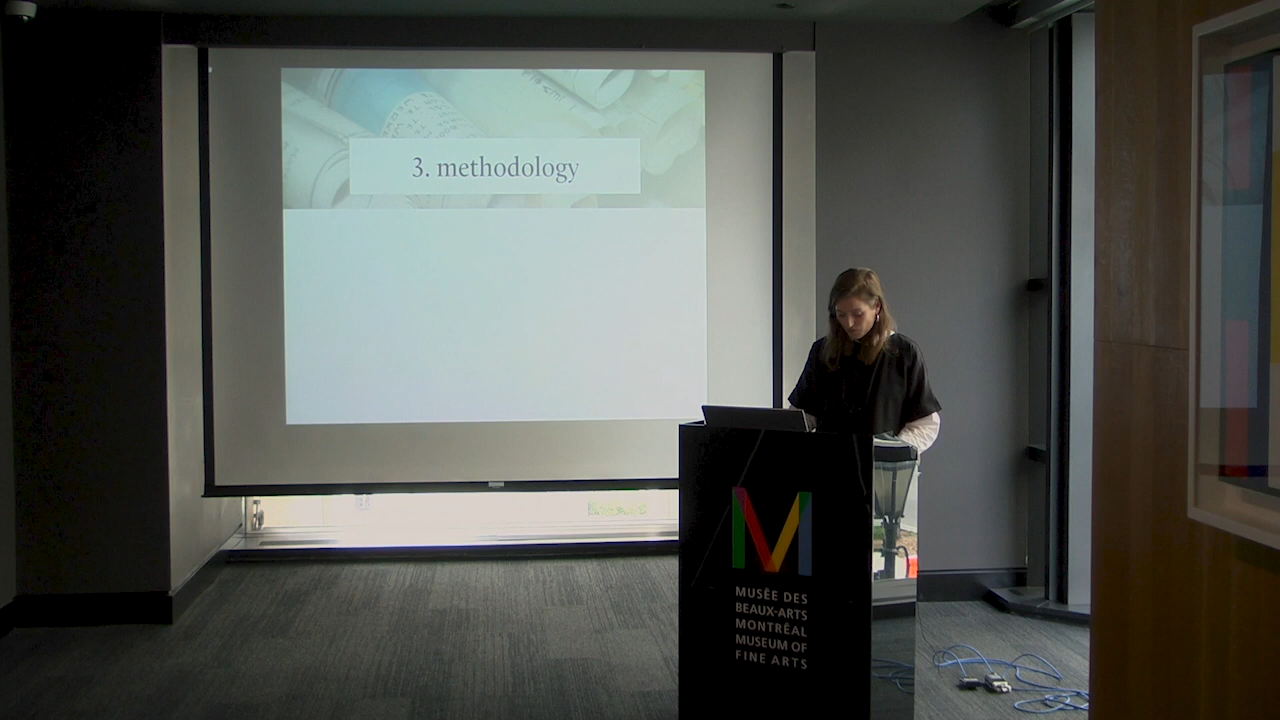 3. methodology
MUSÉE DES
BEAUX-ARTS
MONTRÉAL
MUSEUM OF
FINE ARTS